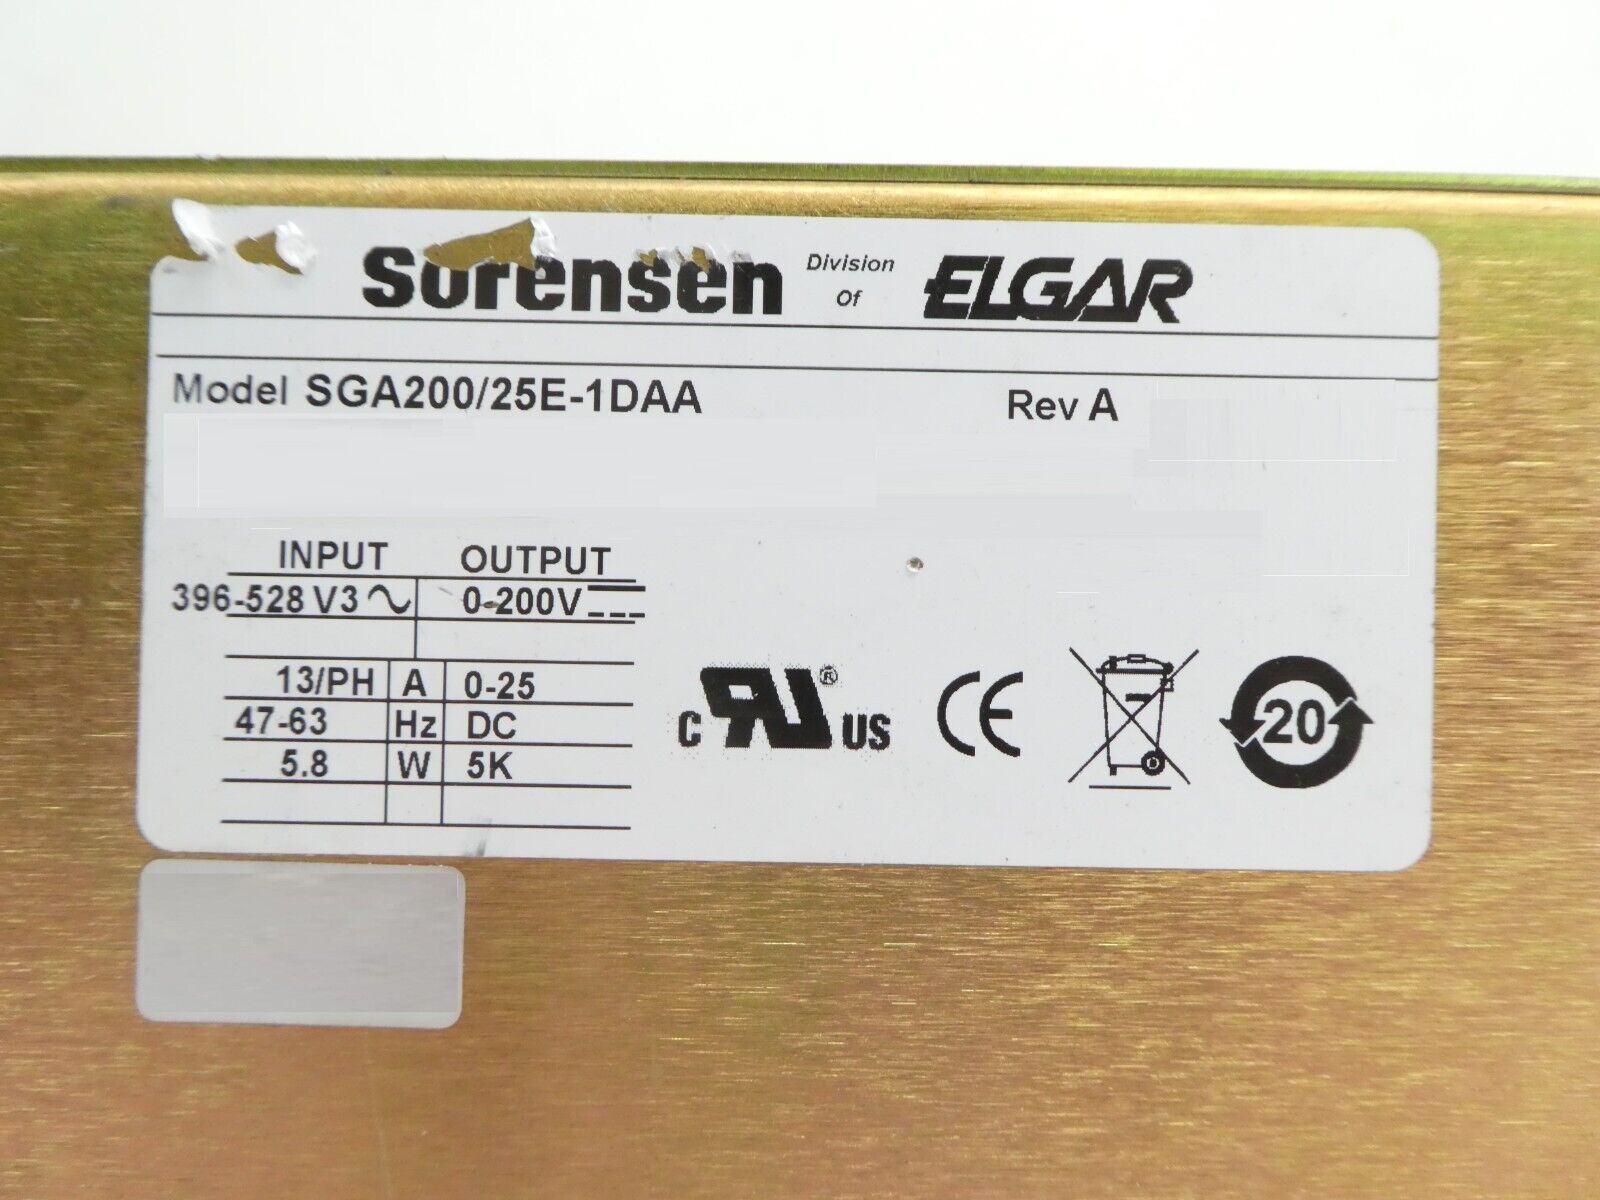 Sorensen Division Of ELGAR
Model SGA200/25E-1DAA Rev A
INPUT OUTPUT
396-528 V3 0-200V
13/PH A 0-25
47-63 Hz DC
5.8 W 5K
C RU ® US CE 20